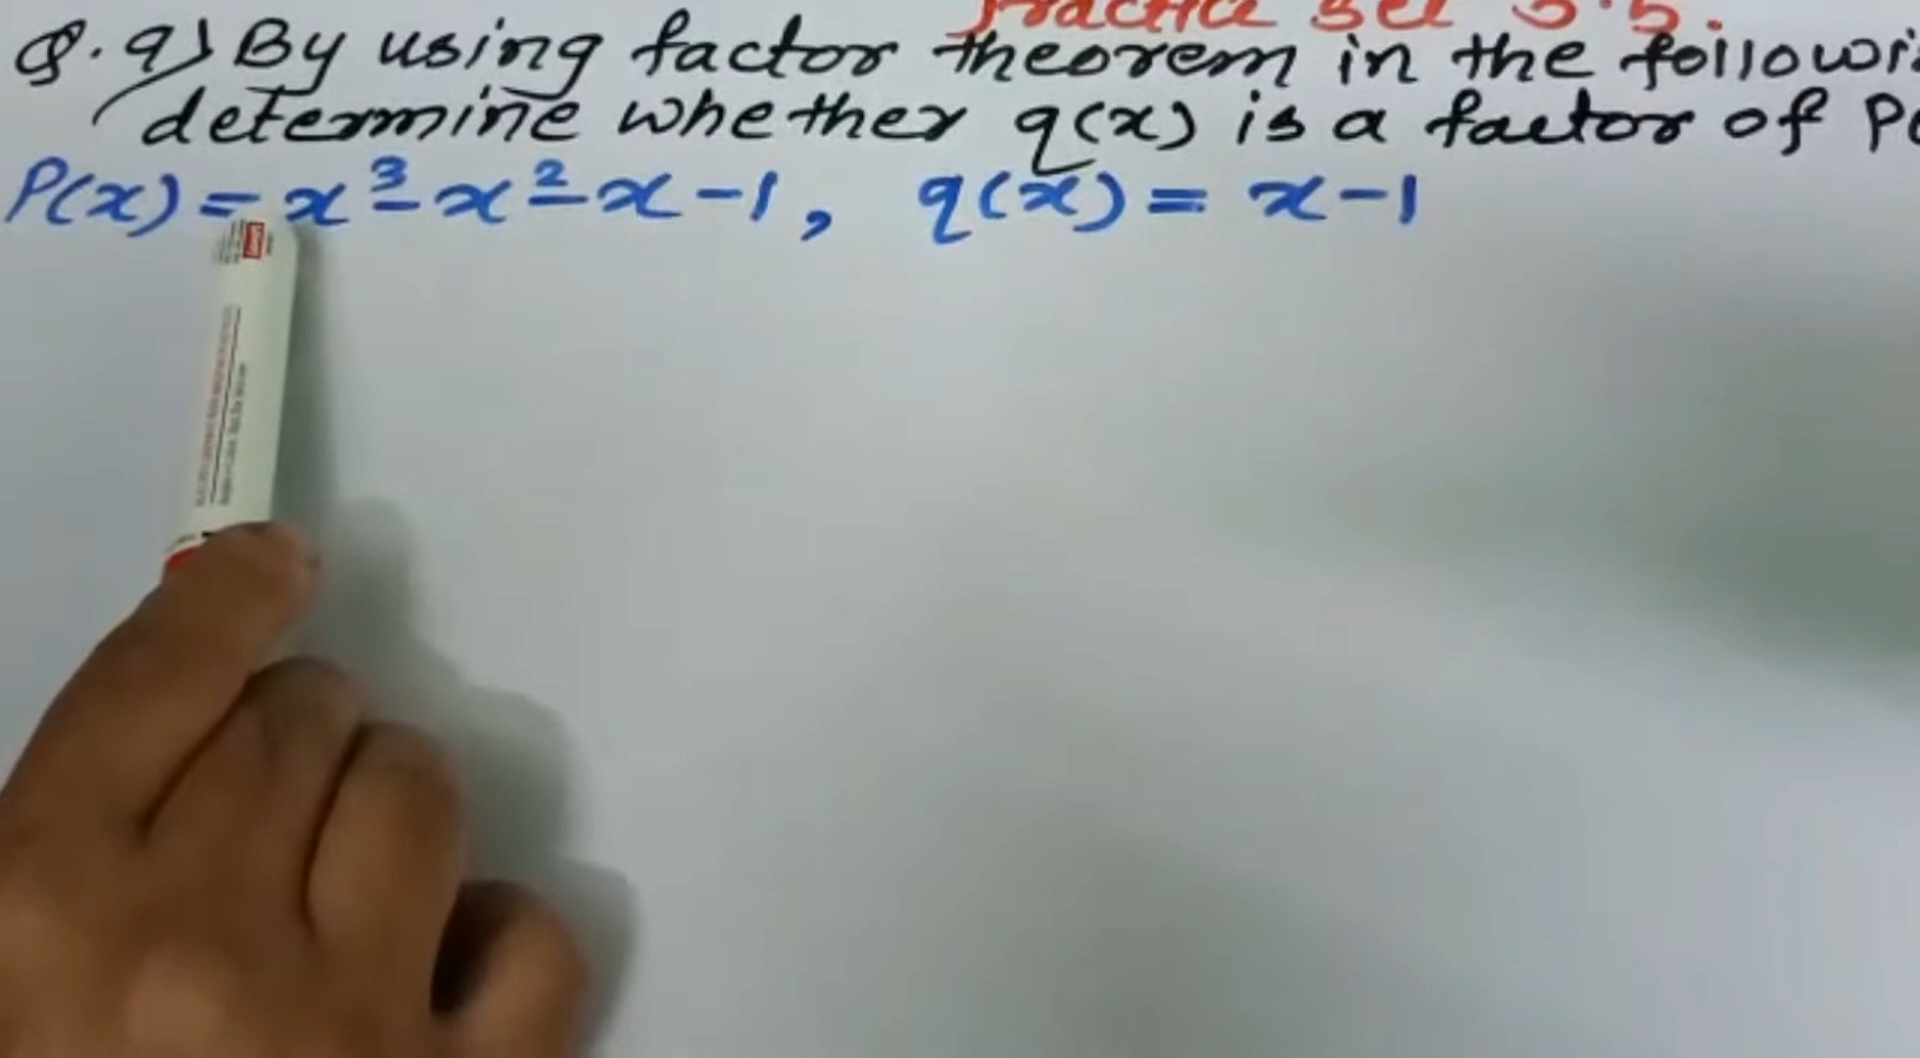 Practice Set 3.5.
Q.9) By using factor theorem in the followi
determine whether q(x) is a factor of P(
P(x) = x³ - x² - x - 1, q(x) = x - 1